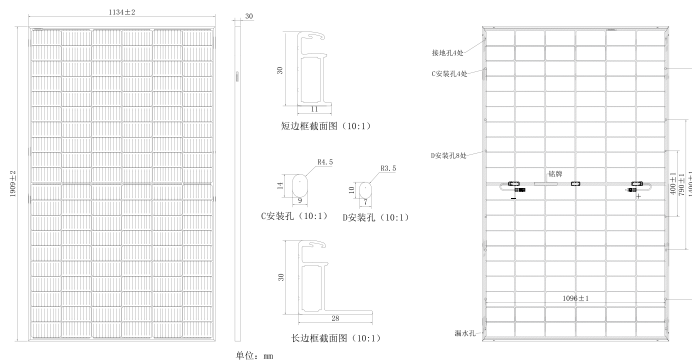 1134±2
30
1909±2
30
11
短边框截面图（10:1）
R4.5
14
9
C安装孔（10:1）
R3.5
10
7
D安装孔（10:1）
30
28
长边框截面图（10:1）
单位：mm
接地孔4处
C安装孔4处
D安装孔8处
铭牌
－
+
400±1
790±1
1096±1
漏水孔